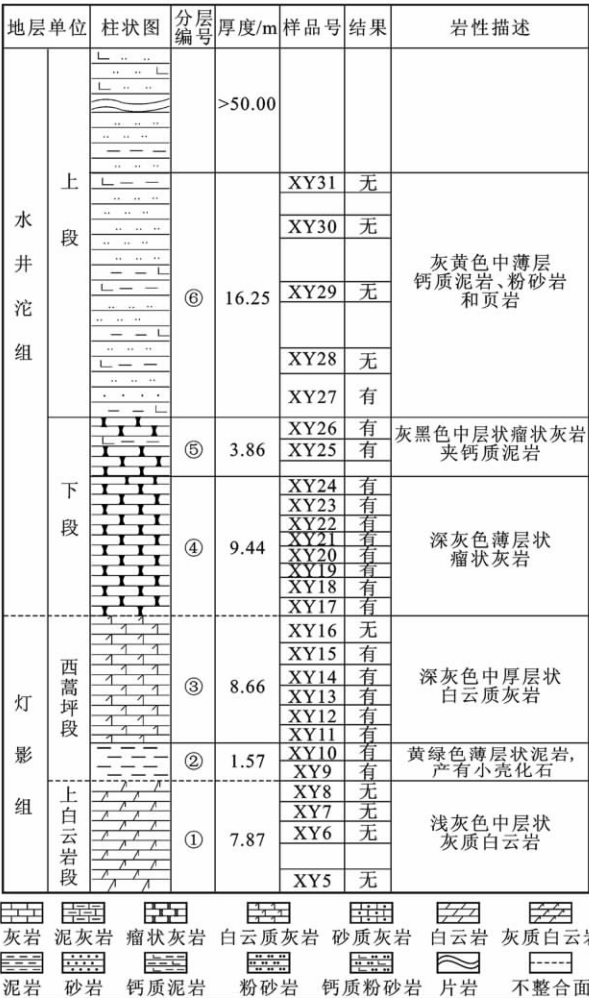 地层单位 柱状图 分层编号 厚度/m 样品号 结果 岩性描述
水井沱组
上段
>50.00
⑥ 16.25
XY31 无
XY30 无
XY29 无
XY28 无
XY27 有
灰黄色中薄层
钙质泥岩、粉砂岩
和页岩
下段
⑤ 3.86
XY26 有
XY25 有
灰黑色中层状瘤状灰岩
夹钙质泥岩
④ 9.44
XY24 有
XY23 有
XY22 有
XY21 有
XY20 有
XY19 有
XY18 有
XY17 有
深灰色薄层状
瘤状灰岩
灯影组
西蒿坪段
③ 8.66
XY16 无
XY15 有
XY14 有
XY13 有
XY12 有
XY11 有
深灰色中厚层状
白云质灰岩
② 1.57
XY10 有
XY9 有
黄绿色薄层状泥岩,
产有小壳化石
上白云岩段
① 7.87
XY8 无
XY7 无
XY6 无
XY5 无
浅灰色中层状
灰质白云岩
灰岩 泥灰岩 瘤状灰岩 白云质灰岩 砂质灰岩 白云岩 灰质白云岩
泥岩 砂岩 钙质泥岩 粉砂岩 钙质粉砂岩 片岩 不整合面